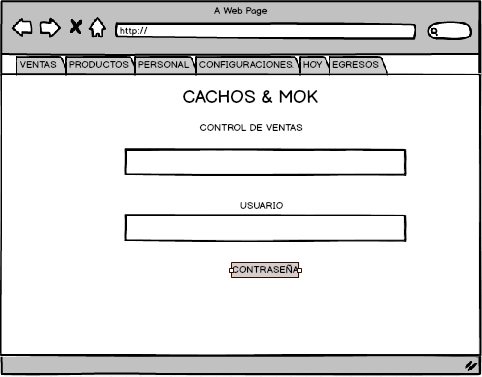 A Web Page
http://
VENTAS PRODUCTOS PERSONAL CONFIGURACIONES HOY EGRESOS
CACHOS & MOK
CONTROL DE VENTAS
USUARIO
CONTRASEÑA